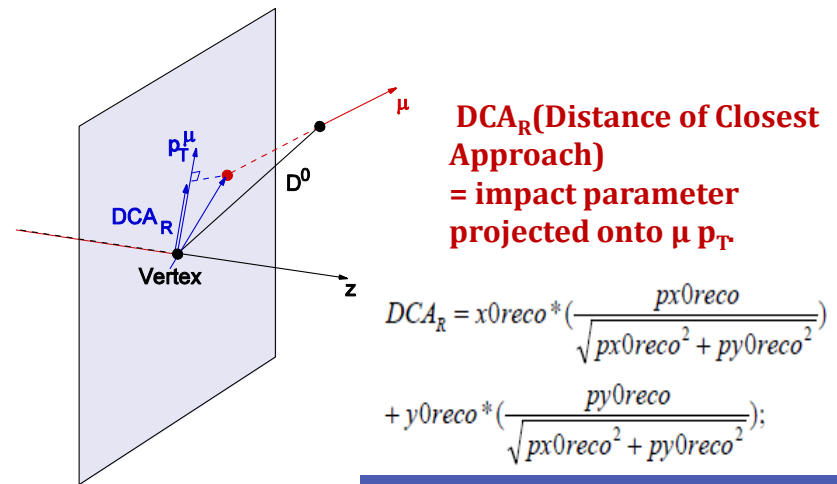 μ
p_T^μ
D⁰
DCA_R
Vertex
z
DCA_R(Distance of Closest
Approach)
= impact parameter
projected onto μ p_T.
DCA_R = x0reco*(px0reco / √(px0reco² + py0reco²))
+ y0reco*(py0reco / √(px0reco² + py0reco²));